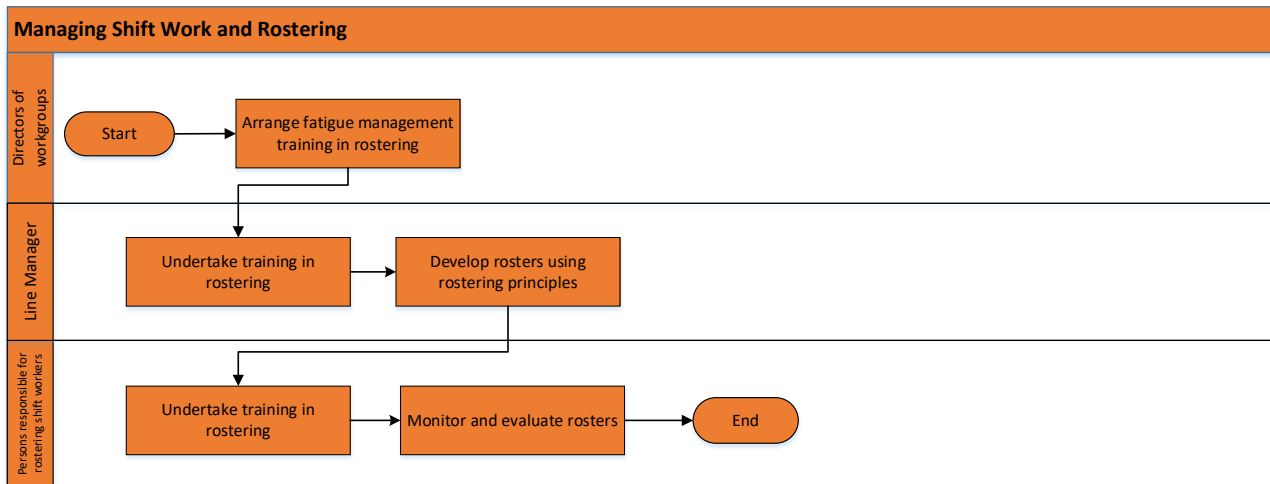 Managing Shift Work and Rostering
Directors of
workgroups
Start
Arrange fatigue management
training in rostering
Line Manager
Undertake training in
rostering
Develop rosters using
rostering principles
Persons responsible for
rostering shift workers
Undertake training in
rostering
Monitor and evaluate rosters
End